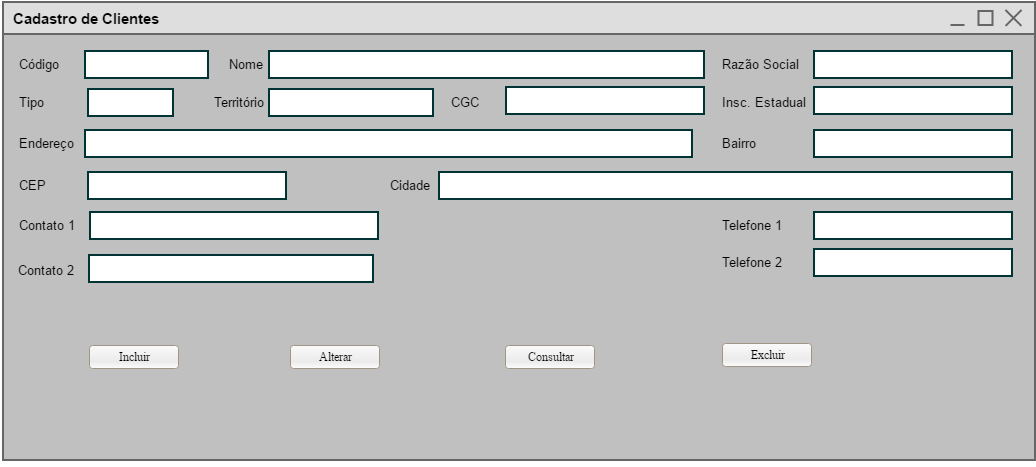 Cadastro de Clientes
Código Nome Razão Social
Tipo Território CGC Insc. Estadual
Endereço Bairro
CEP Cidade
Contato 1 Telefone 1
Contato 2 Telefone 2
Incluir Alterar Consultar Excluir